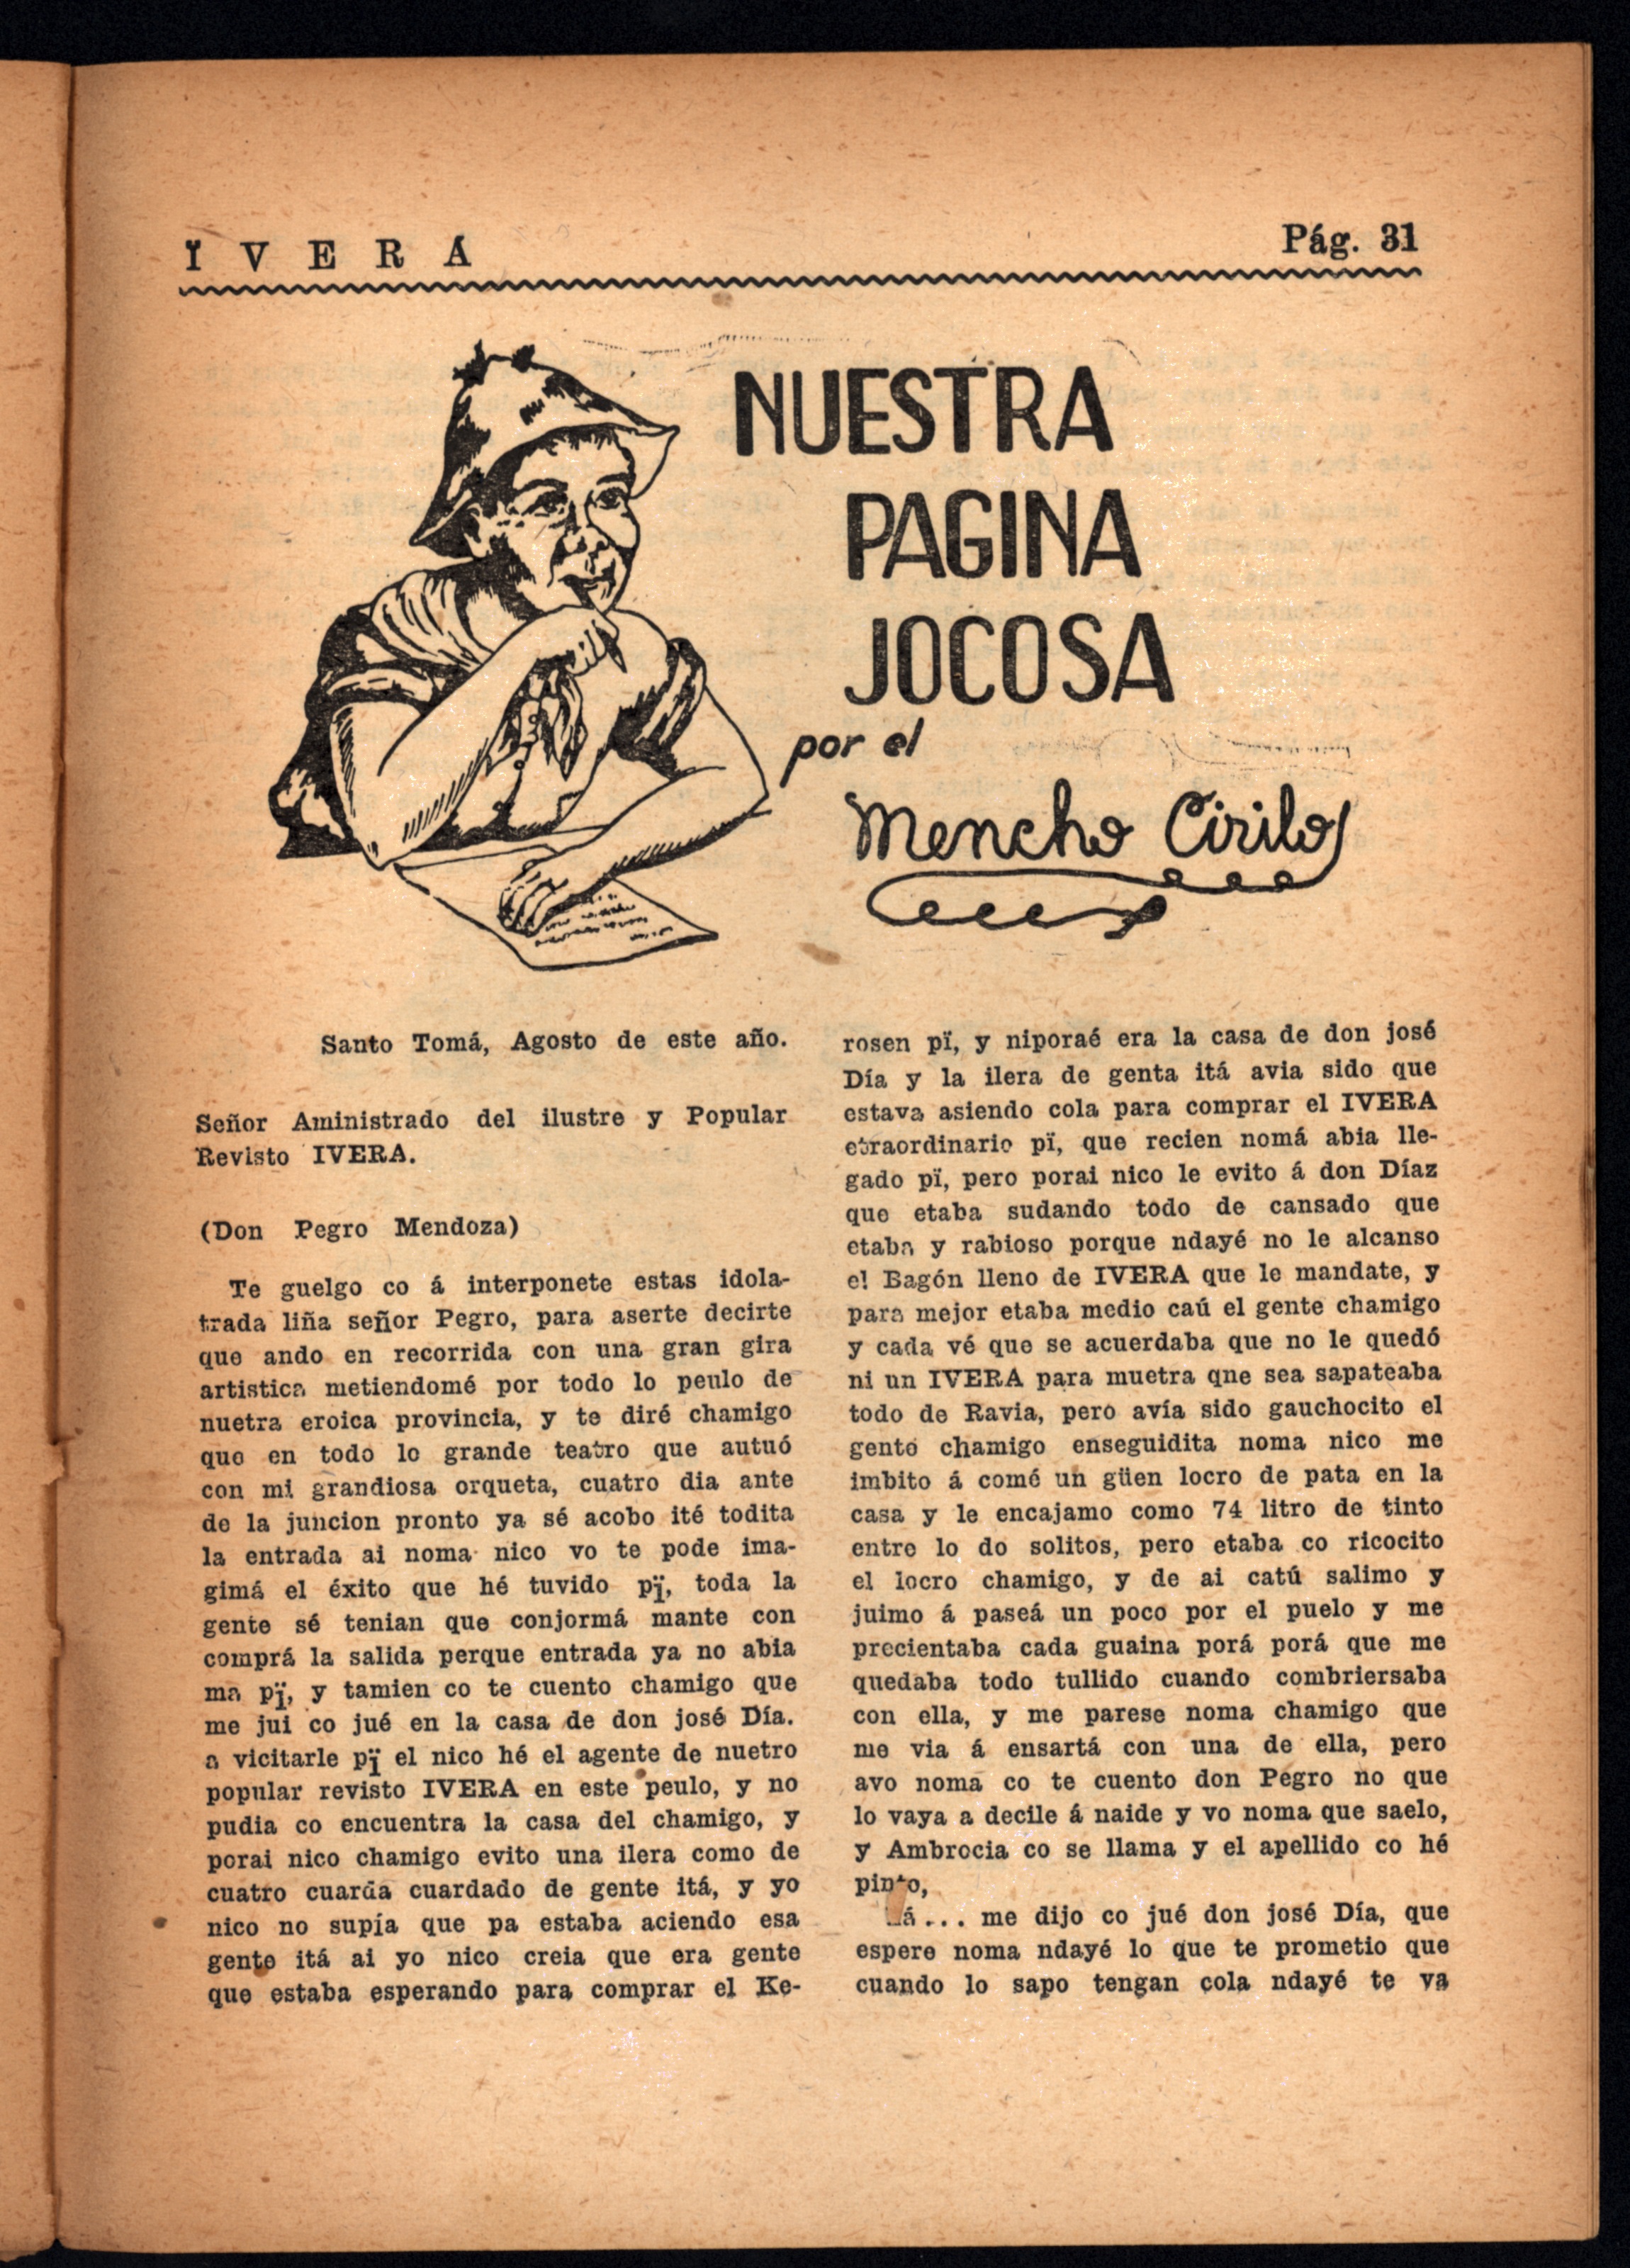 Ï V E R Á
Pág. 31
NUESTRA
PAGINA
JOCOSA
por el
Mencho Cirilo
Santo Tomá, Agosto de este año.
Señor Aministrado del ilustre y Popular
Revisto IVERA.
(Don Pegro Mendoza)
Te guelgo co á interponete estas idola-
trada liña señor Pegro, para aserte decirte
que ando en recorrida con una gran gira
artistica metiendomé por todo lo peulo de
nuetra eroica provincia, y te diré chamigo
que en todo lo grande teatro que autuó
con mi grandiosa orqueta, cuatro dia ante
de la juncion pronto ya sé acobo ité todita
la entrada ai noma nico vo te pode ima-
gimá el éxito que hé tuvido pï, toda la
gente sé tenian que conjormá mante con
comprá la salida perque entrada ya no abia
ma pï, y tamien co te cuento chamigo que
me jui co jué en la casa de don josé Día.
a vicitarle pï el nico hé el agente de nuetro
popular revisto IVERA en este peulo, y no
pudia co encuentra la casa del chamigo, y
porai nico chamigo evito una ilera como de
cuatro cuarda cuardado de gente itá, y yo
nico no supía que pa estaba aciendo esa
gente itá ai yo nico creia que era gente
que estaba esperando para comprar el Ke-
rosen pï, y niporaé era la casa de don josé
Día y la ilera de genta itá avia sido que
estava asiendo cola para comprar el IVERA
etraordinario pï, que recien nomá abia lle-
gado pï, pero porai nico le evito á don Díaz
que etaba sudando todo de cansado que
etaba y rabioso porque ndayé no le alcanso
el Bagón lleno de IVERA que le mandate, y
para mejor etaba medio caú el gente chamigo
y cada vé que se acuerdaba que no le quedó
ni un IVERA para muetra qne sea sapateaba
todo de Ravia, pero avía sido gauchocito el
gente chamigo enseguidita noma nico me
imbito á comé un güen locro de pata en la
casa y le encajamo como 74 litro de tinto
entre lo do solitos, pero etaba co ricocito
el locro chamigo, y de ai catú salimo y
juimo á paseá un poco por el puelo y me
precientaba cada guaina porá porá que me
quedaba todo tullido cuando combriersaba
con ella, y me parese noma chamigo que
me via á ensartá con una de ella, pero
avo noma co te cuento don Pegro no que
lo vaya a decile á naide y vo noma que saelo,
y Ambrocia co se llama y el apellido co hé
pinto,
... me dijo co jué don josé Día, que
espere noma ndayé lo que te prometio que
cuando lo sapo tengan cola ndayé te va